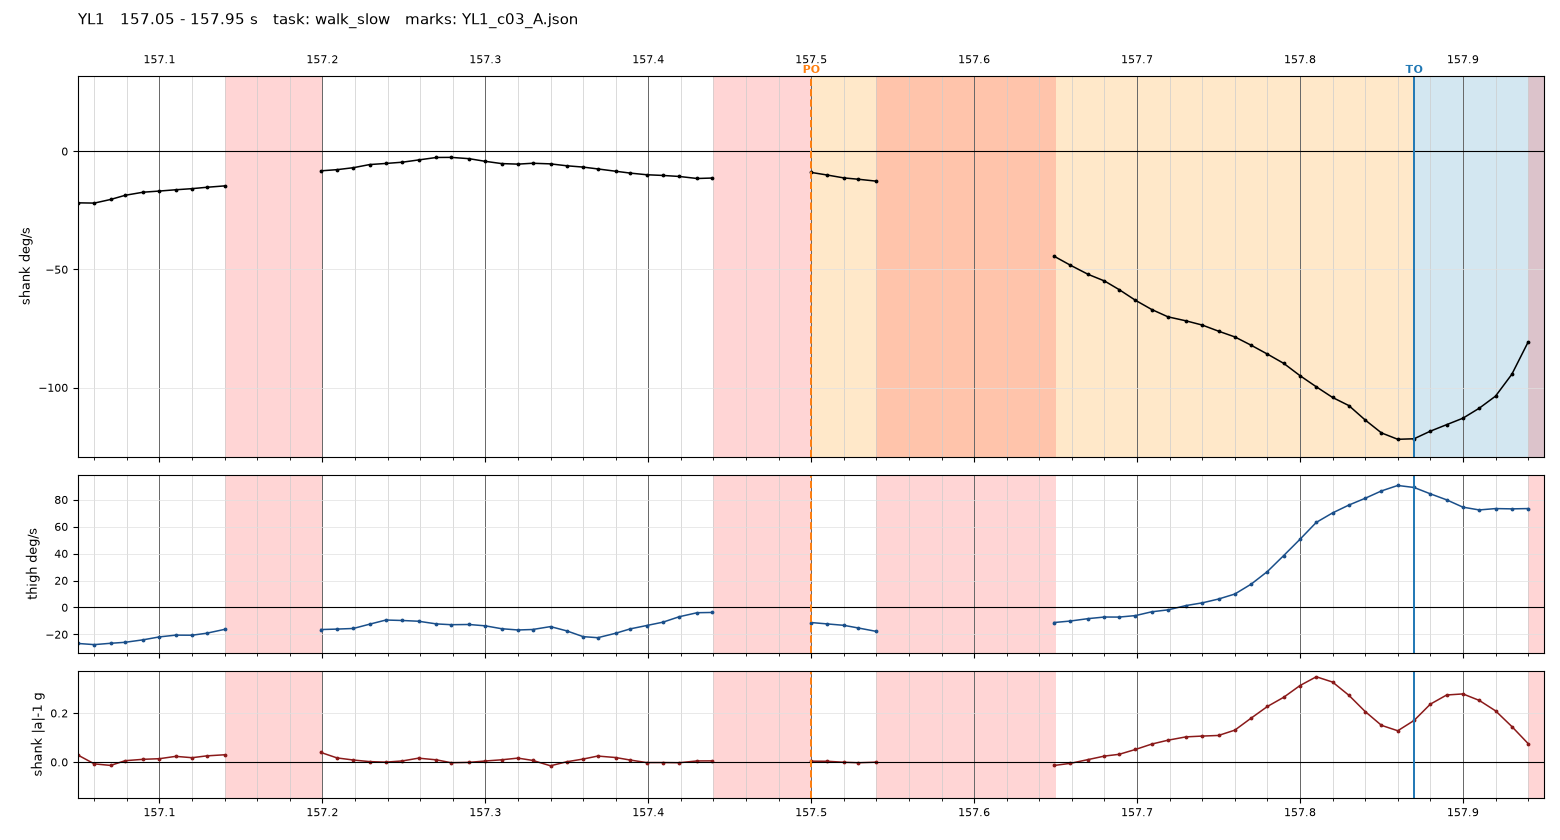 YL1   157.05 - 157.95 s   task: walk_slow   marks: YL1_c03_A.json
157.1 157.2 157.3 157.4 157.5 157.6 157.7 157.8 157.9
PO TO
shank deg/s
0
−50
−100
thigh deg/s
80
60
40
20
0
−20
shank |a|-1 g
0.2
0.0
157.1 157.2 157.3 157.4 157.5 157.6 157.7 157.8 157.9